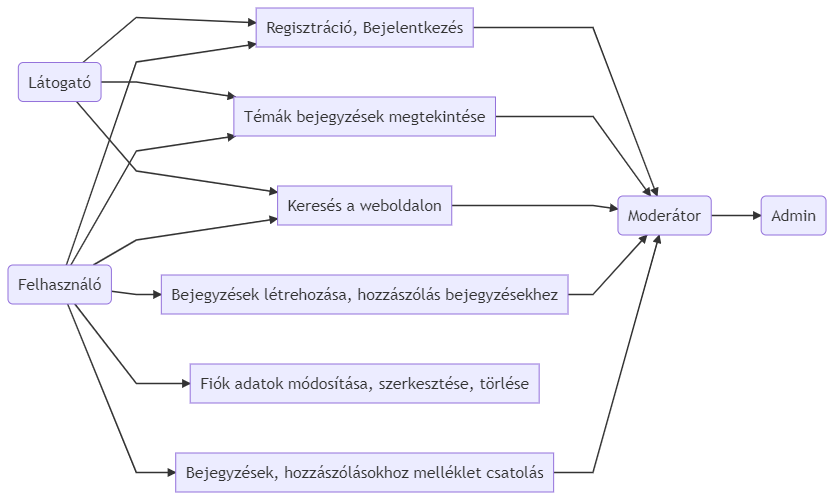 Regisztráció, Bejelentkezés
Látogató
Témák bejegyzések megtekintése
Keresés a weboldalon
Moderátor
Admin
Felhasználó
Bejegyzések létrehozása, hozzászólás bejegyzésekhez
Fiók adatok módosítása, szerkesztése, törlése
Bejegyzések, hozzászólásokhoz melléklet csatolás